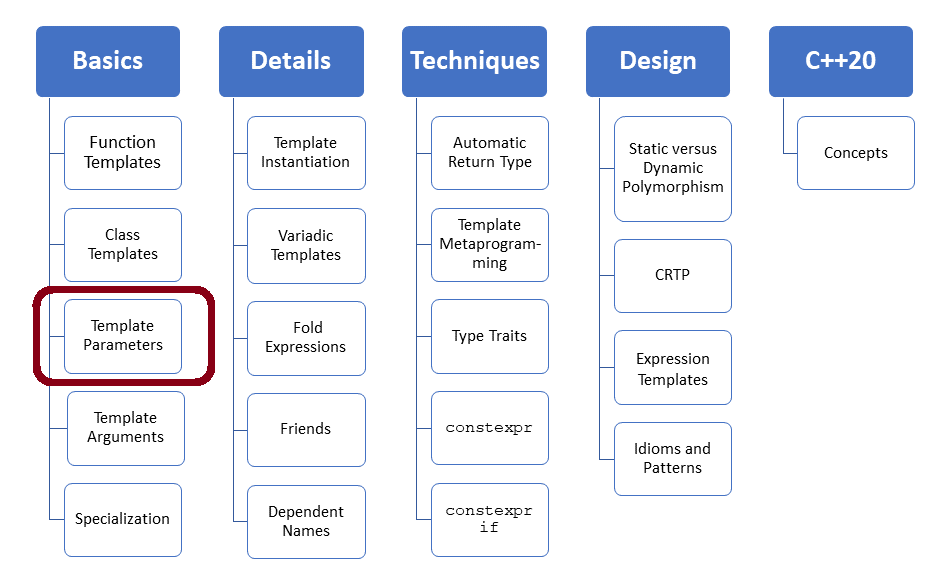 Basics
Function
Templates
Class
Templates
Template
Parameters
Template
Arguments
Specialization
Details
Template
Instantiation
Variadic
Templates
Fold
Expressions
Friends
Dependent
Names
Techniques
Automatic
Return Type
Template
Metaprogram-
ming
Type Traits
constexpr
constexpr
if
Design
Static versus
Dynamic
Polymorphism
CRTP
Expression
Templates
Idioms and
Patterns
C++20
Concepts